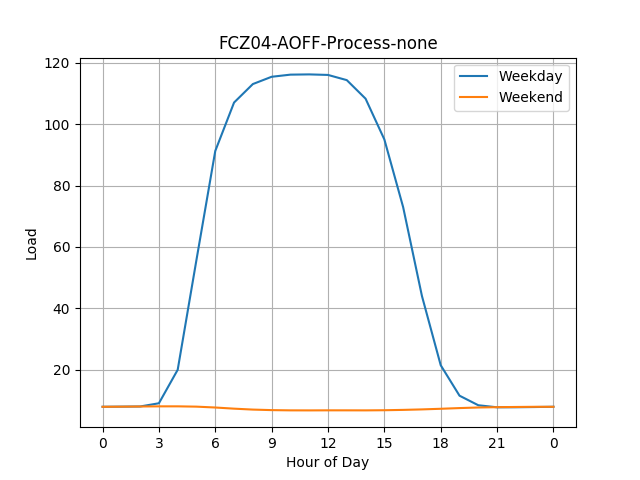 FCZ04-AOFF-Process-none
Weekday
Weekend
120
100
80
60
40
20
Load
0 3 6 9 12 15 18 21 0
Hour of Day